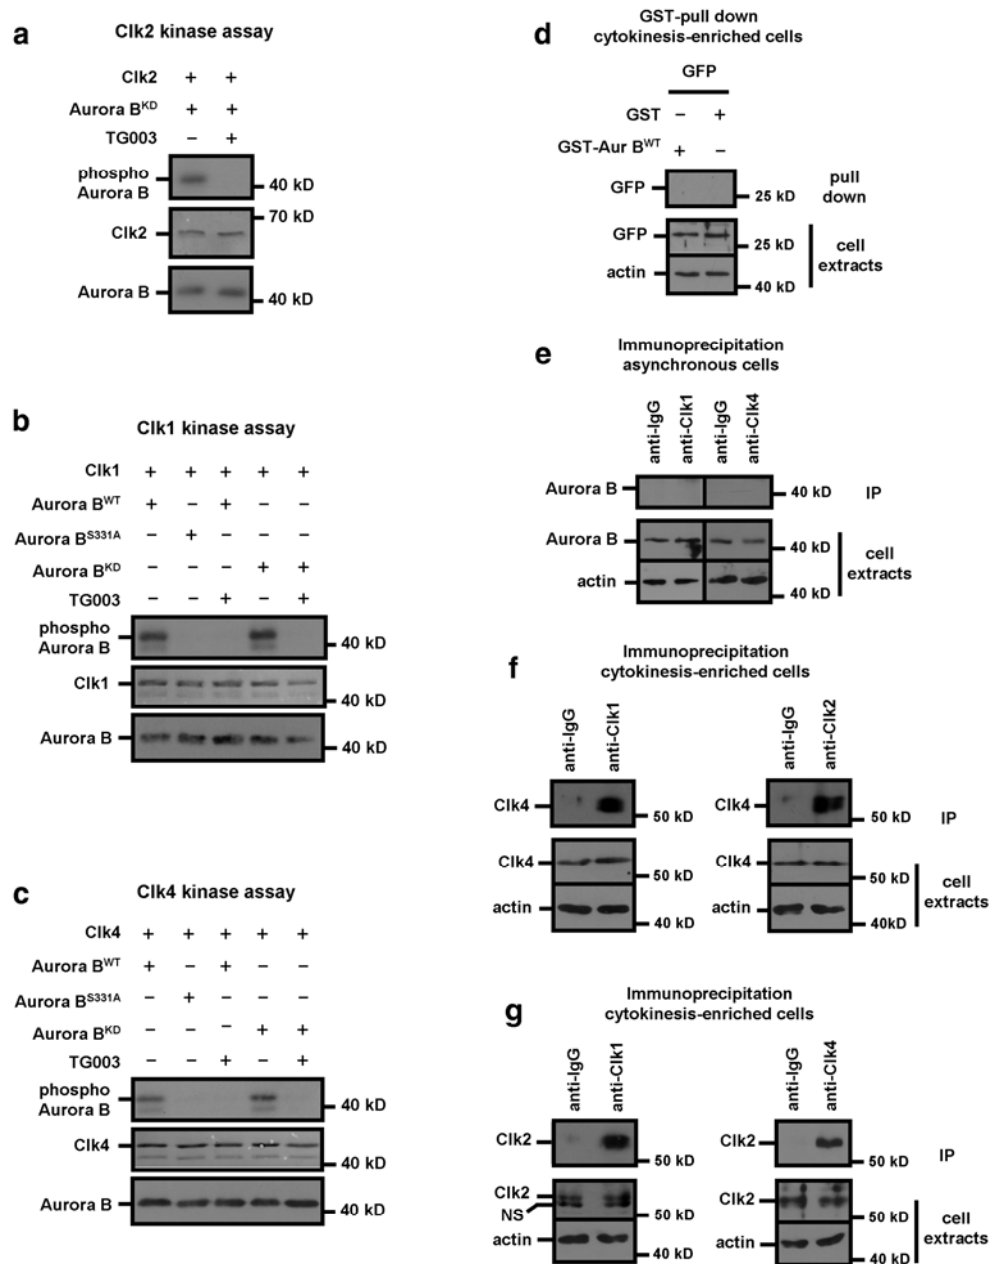 a
Clk2 kinase assay
Clk2 + +
Aurora B^KD + +
TG003 – +
phospho
Aurora B
40 kD
70 kD
Clk2
Aurora B
40 kD
b
Clk1 kinase assay
Clk1 + + + + +
Aurora B^WT + – + – –
Aurora B^S331A – + – – –
Aurora B^KD – – – + +
TG003 – – + – +
phospho
Aurora B
40 kD
Clk1
40 kD
Aurora B
40 kD
c
Clk4 kinase assay
Clk4 + + + + +
Aurora B^WT + – + – –
Aurora B^S331A – + – – –
Aurora B^KD – – – + +
TG003 – – + – +
phospho
Aurora B
40 kD
Clk4
40 kD
Aurora B
40 kD
d
GST-pull down
cytokinesis-enriched cells
GFP
GST – +
GST-Aur B^WT + –
GFP
25 kD
pull
down
GFP
25 kD
actin
40 kD
cell
extracts
e
Immunoprecipitation
asynchronous cells
anti-IgG
anti-Clk1
anti-IgG
anti-Clk4
Aurora B
40 kD
IP
Aurora B
40 kD
actin
40 kD
cell
extracts
f
Immunoprecipitation
cytokinesis-enriched cells
anti-IgG
anti-Clk1
Clk4
50 kD
Clk4
50 kD
actin
40 kD
anti-IgG
anti-Clk2
Clk4
50 kD
IP
Clk4
50 kD
actin
40kD
cell
extracts
g
Immunoprecipitation
cytokinesis-enriched cells
anti-IgG
anti-Clk1
Clk2
50 kD
Clk2
NS
50 kD
actin
40 kD
anti-IgG
anti-Clk4
Clk2
50 kD
IP
Clk2
50 kD
actin
40 kD
cell
extracts